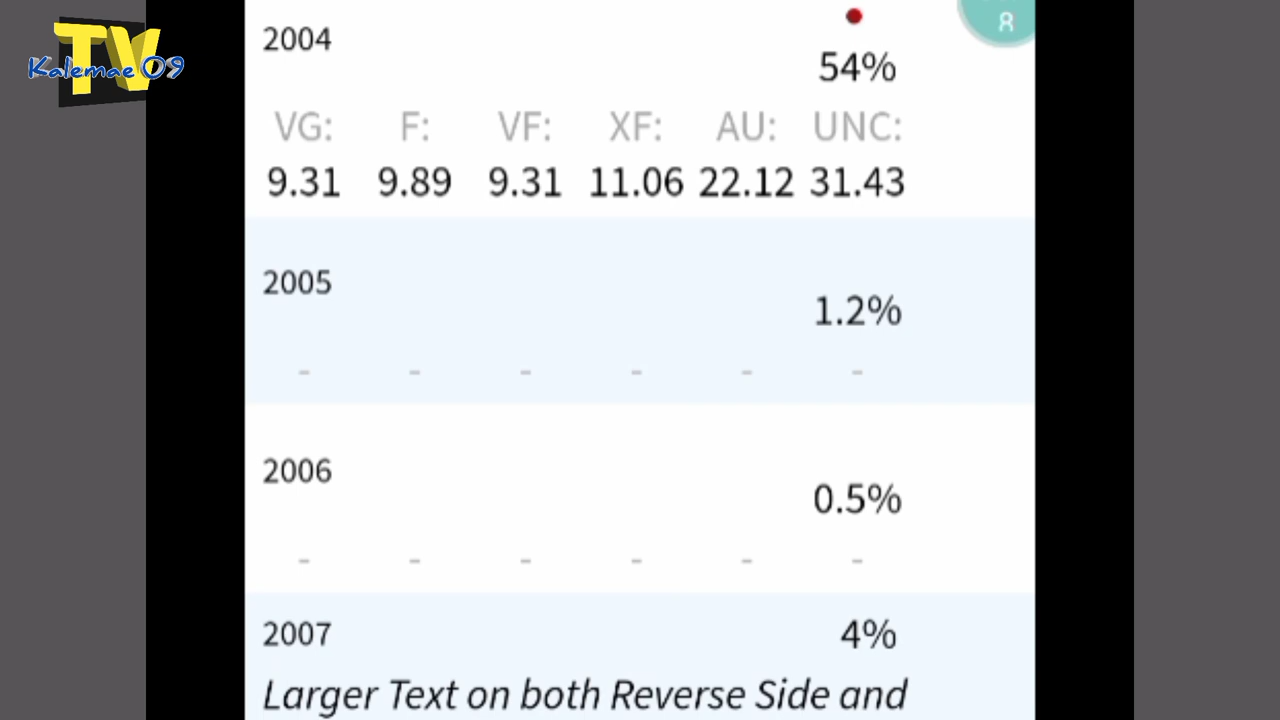 TV
Kalemae 09
8
2004
54%
VG: F: VF: XF: AU: UNC:
9.31 9.89 9.31 11.06 22.12 31.43
2005
1.2%
- - - - - -
2006
0.5%
- - - - - -
2007 4%
Larger Text on both Reverse Side and